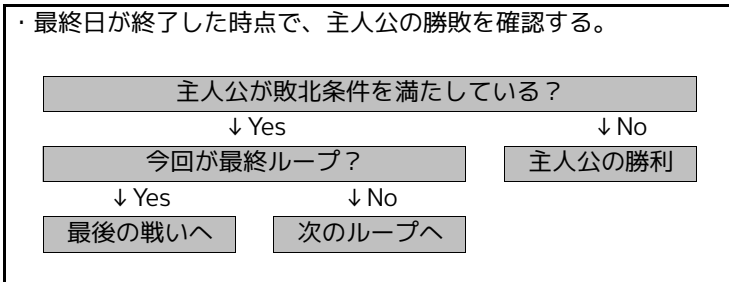 ・最終日が終了した時点で、主人公の勝敗を確認する。
主人公が敗北条件を満たしている？
↓Yes
↓No
今回が最終ループ？
主人公の勝利
↓Yes
↓No
最後の戦いへ
次のループへ